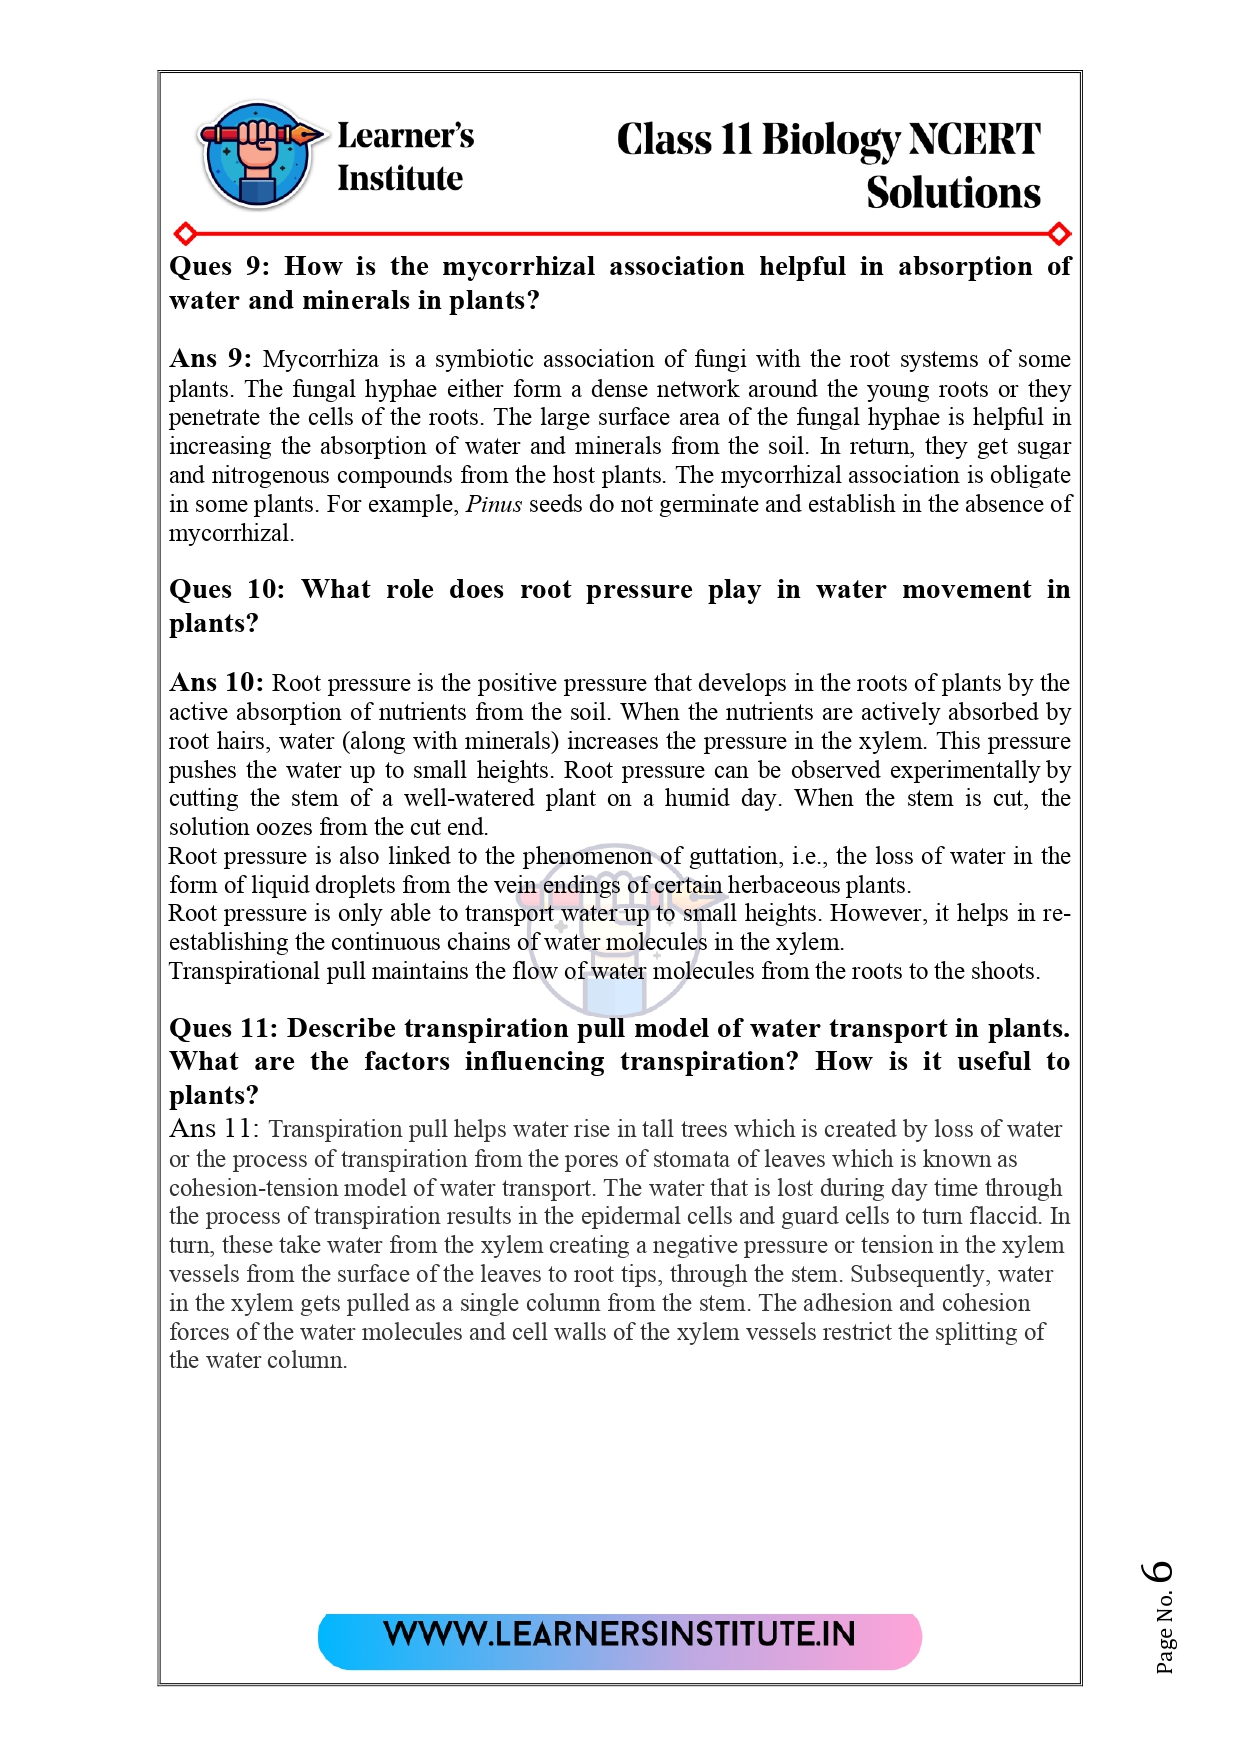 Learner's
Institute
Class 11 Biology NCERT
Solutions
Ques 9: How is the mycorrhizal association helpful in absorption of
water and minerals in plants?
Ans 9: Mycorrhiza is a symbiotic association of fungi with the root systems of some
plants. The fungal hyphae either form a dense network around the young roots or they
penetrate the cells of the roots. The large surface area of the fungal hyphae is helpful in
increasing the absorption of water and minerals from the soil. In return, they get sugar
and nitrogenous compounds from the host plants. The mycorrhizal association is obligate
in some plants. For example, Pinus seeds do not germinate and establish in the absence of
mycorrhizal.
Ques 10: What role does root pressure play in water movement in
plants?
Ans 10: Root pressure is the positive pressure that develops in the roots of plants by the
active absorption of nutrients from the soil. When the nutrients are actively absorbed by
root hairs, water (along with minerals) increases the pressure in the xylem. This pressure
pushes the water up to small heights. Root pressure can be observed experimentally by
cutting the stem of a well-watered plant on a humid day. When the stem is cut, the
solution oozes from the cut end.
Root pressure is also linked to the phenomenon of guttation, i.e., the loss of water in the
form of liquid droplets from the vein endings of certain herbaceous plants.
Root pressure is only able to transport water up to small heights. However, it helps in re-
establishing the continuous chains of water molecules in the xylem.
Transpirational pull maintains the flow of water molecules from the roots to the shoots.
Ques 11: Describe transpiration pull model of water transport in plants.
What are the factors influencing transpiration? How is it useful to
plants?
Ans 11: Transpiration pull helps water rise in tall trees which is created by loss of water
or the process of transpiration from the pores of stomata of leaves which is known as
cohesion-tension model of water transport. The water that is lost during day time through
the process of transpiration results in the epidermal cells and guard cells to turn flaccid. In
turn, these take water from the xylem creating a negative pressure or tension in the xylem
vessels from the surface of the leaves to root tips, through the stem. Subsequently, water
in the xylem gets pulled as a single column from the stem. The adhesion and cohesion
forces of the water molecules and cell walls of the xylem vessels restrict the splitting of
the water column.
WWW.LEARNERSINSTITUTE.IN
Page No. 6